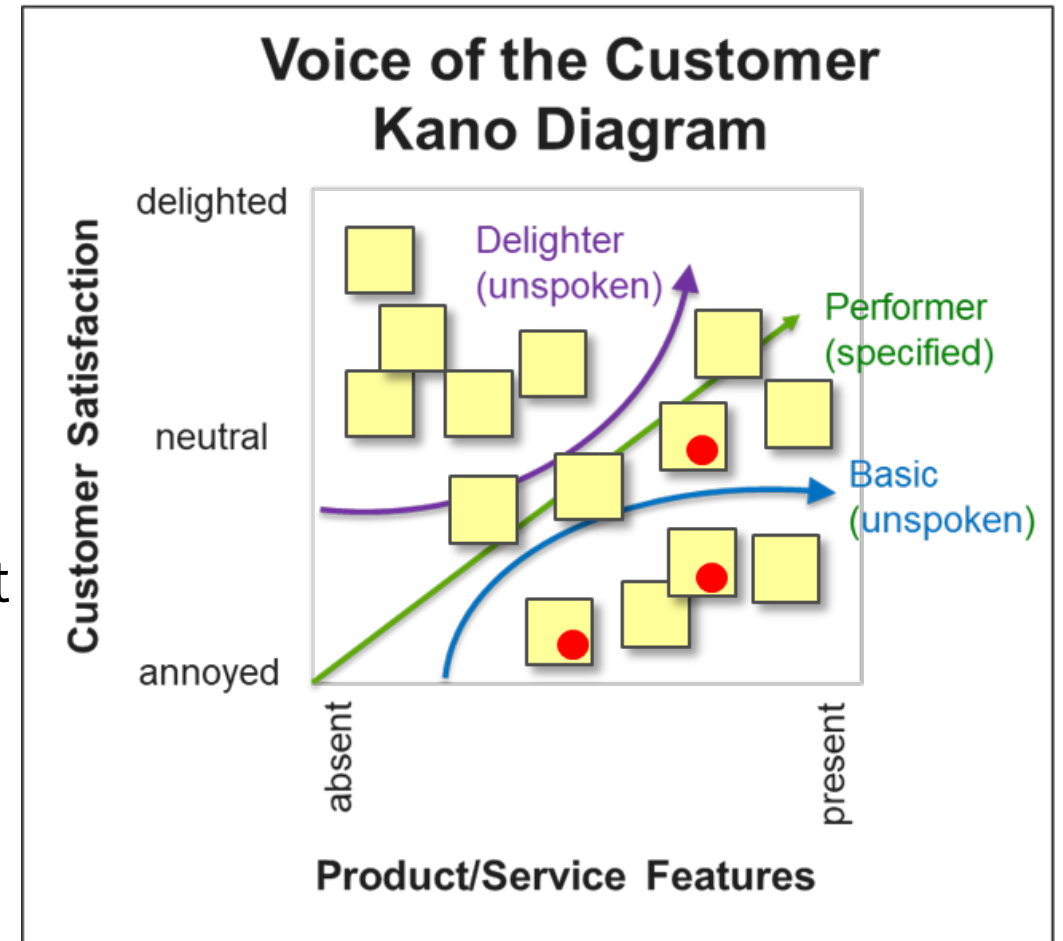 Voice of the Customer
Kano Diagram
delighted
Delighter
(unspoken)
Performer
(specified)
Customer Satisfaction
neutral
Basic
(unspoken)
t
annoyed
absent
present
Product/Service Features